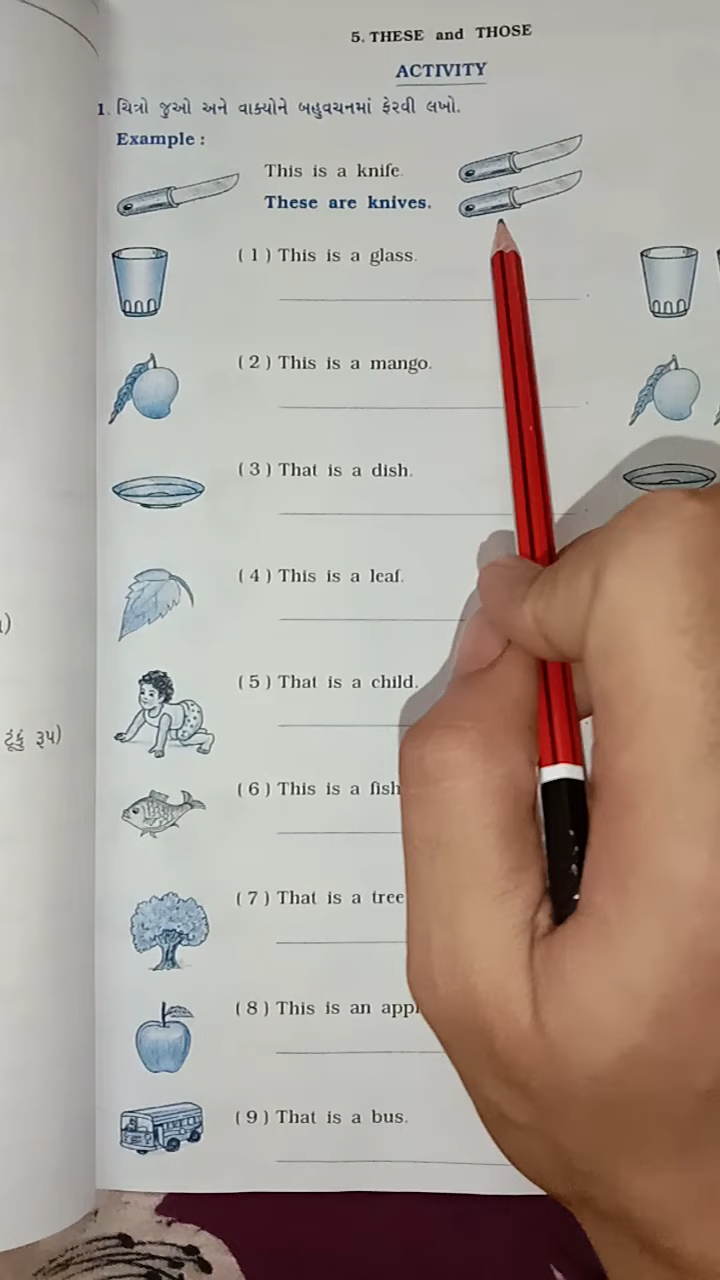 5. THESE and THOSE
ACTIVITY
1. ચિત્રો જુઓ અને વાક્યોને બહુવચનમાં ફેરવી લખો.
Example :
This is a knife.
These are knives.
( 1 ) This is a glass.
( 2 ) This is a mango.
( 3 ) That is a dish.
( 4 ) This is a leaf.
( 5 ) That is a child.
( 6 ) This is a fish
( 7 ) That is a tree
( 8 ) This is an
( 9 ) That is a bus.
ટૂંકું રૂપ)